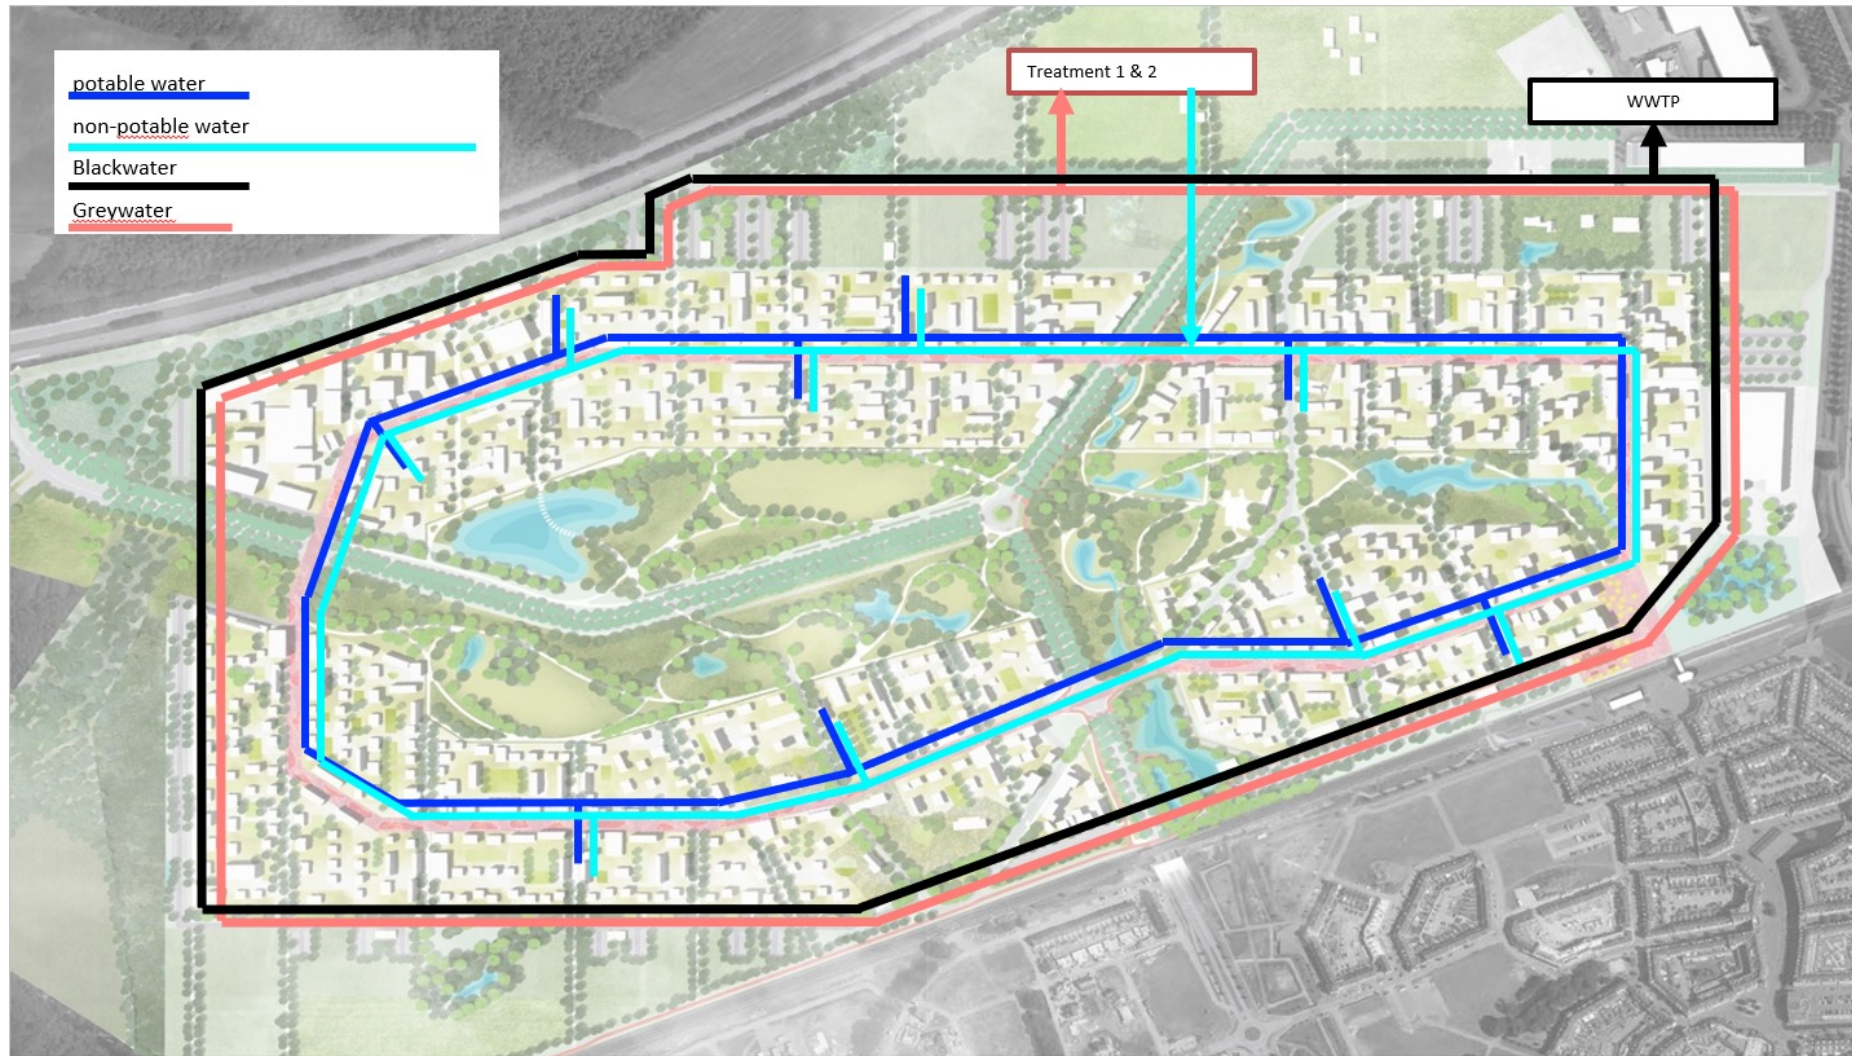 potable water
non-potable water
Blackwater
Greywater
Treatment 1 & 2
WWTP